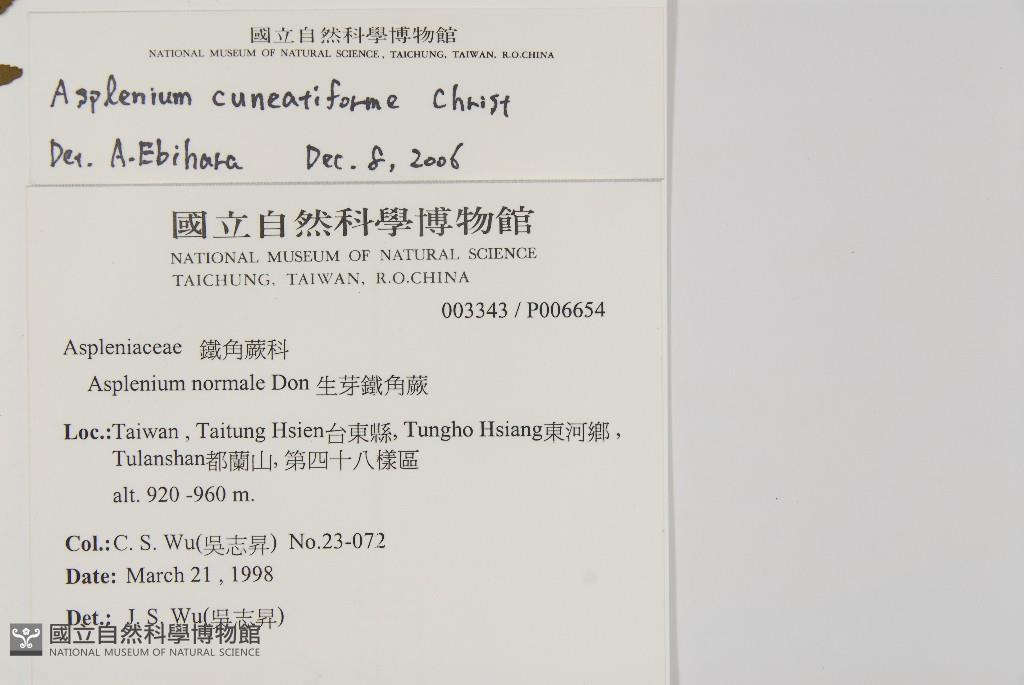 國立自然科學博物館
NATIONAL MUSEUM OF NATURAL SCIENCE, TAICHUNG, TAIWAN, R.O.CHINA
Asplenium cuneatiforme Christ
Det. A. Ebihara Dec. 8, 2006
國立自然科學博物館
NATIONAL MUSEUM OF NATURAL SCIENCE
TAICHUNG, TAIWAN, R.O.CHINA
003343 / P006654
Aspleniaceae 鐵角蕨科
Asplenium normale Don 生芽鐵角蕨
Loc.:Taiwan , Taitung Hsien台東縣, Tungho Hsiang東河鄉 ,
Tulanshan都蘭山, 第四十八樣區
alt. 920 -960 m.
Col.: C. S. Wu(吳志昇) No.23-072
Date: March 21 , 1998
Det.: J. S. Wu(吳志昇)
國立自然科學博物館
NATIONAL MUSEUM OF NATURAL SCIENCE